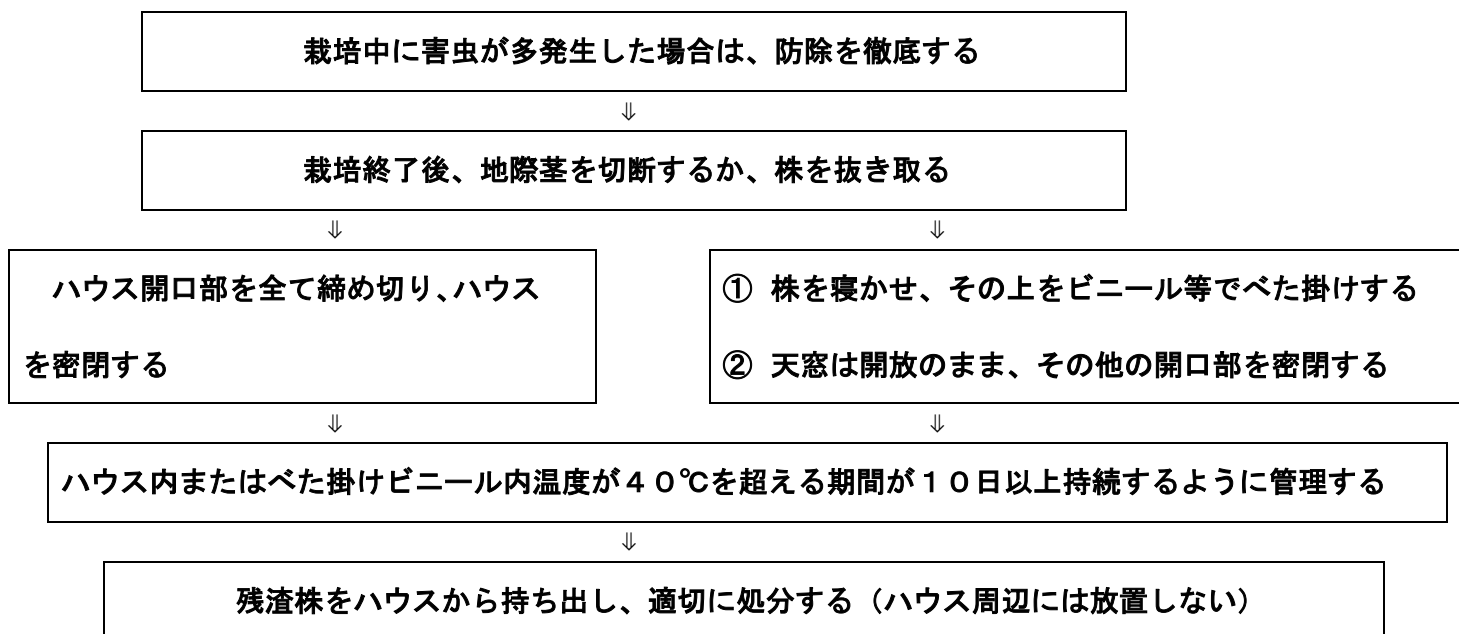 栽培中に害虫が多発生した場合は、防除を徹底する
⇓
栽培終了後、地際茎を切断するか、株を抜き取る
⇓ ⇓
ハウス開口部を全て締め切り、ハウス
を密閉する
① 株を寝かせ、その上をビニール等でべた掛けする
② 天窓は開放のまま、その他の開口部を密閉する
⇓ ⇓
ハウス内またはべた掛けビニール内温度が４０℃を超える期間が１０日以上持続するように管理する
⇓
残渣株をハウスから持ち出し、適切に処分する（ハウス周辺には放置しない）